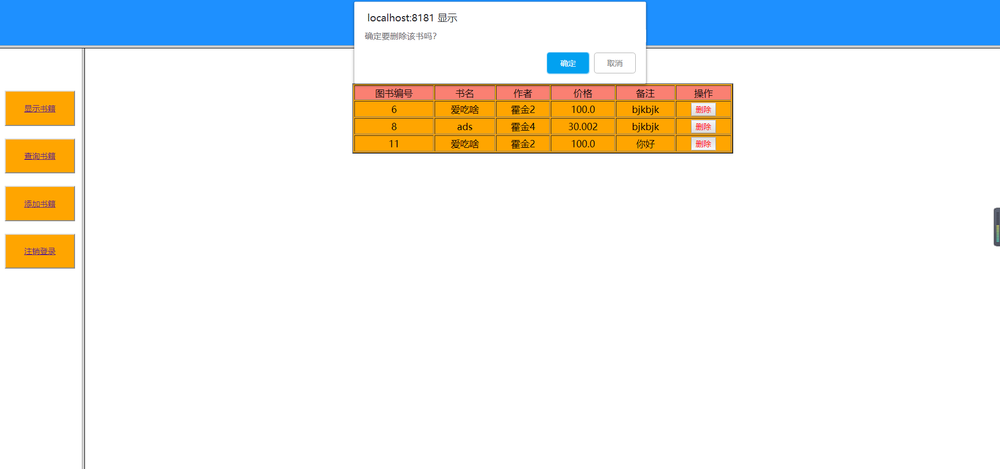 localhost:8181 显示
确定要删除该书吗?
确定 取消
显示书籍
查询书籍
添加书籍
注销登录
图书编号 书名 作者 价格 备注 操作
6 爱吃啥 霍金2 100.0 bjkbjk 删除
8 ads 霍金4 30.002 bjkbjk 删除
11 爱吃啥 霍金2 100.0 你好 删除